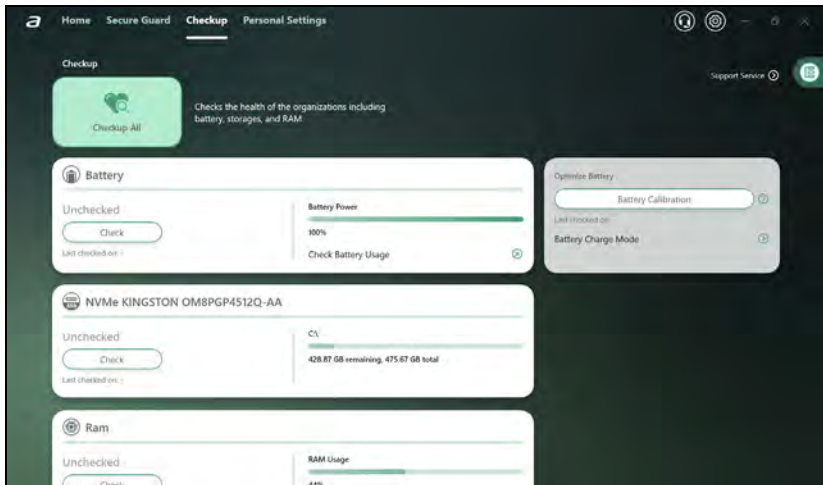 a Home Secure Guard Checkup Personal Settings
Checkup
Support Service
Checkup All
Checks the health of the organizations including
battery, storages, and RAM
Battery
Unchecked
Check
Last checked on: -
Battery Power
100%
Check Battery Usage
Optimize Battery
Battery Calibration
Last checked on:
Battery Charge Mode
NVMe KINGSTON OM8PGP4512Q-AA
Unchecked
Check
Last checked on: -
C:\
428.87 GB remaining, 475.67 GB total
Ram
Unchecked
Check
RAM Usage
44%